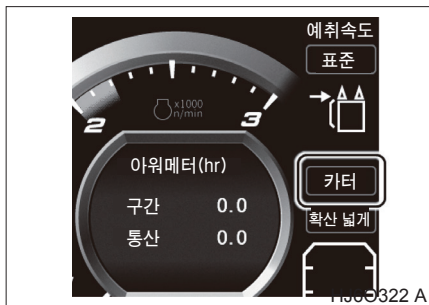 예취속도
표준
x1000
n/min
2
3
아워메터(hr)
구간 0.0
통산 0.0
카터
확산 넓게